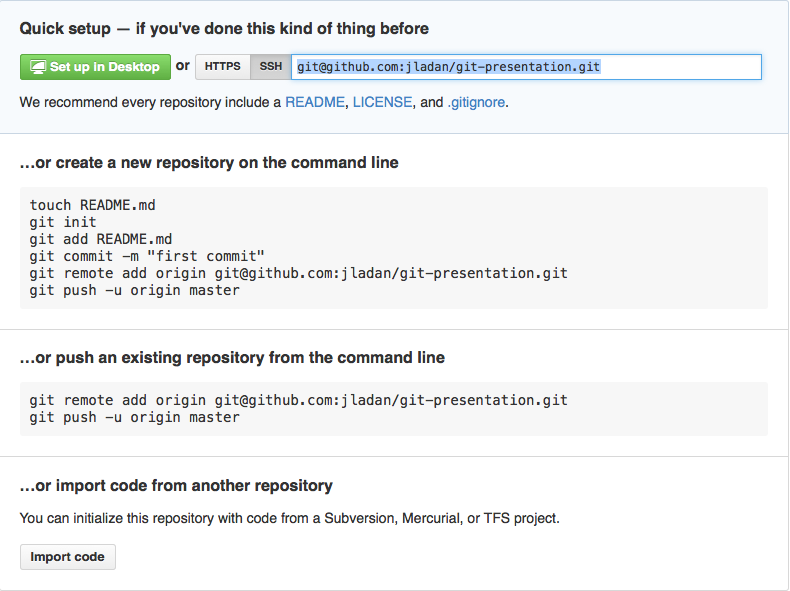 Quick setup — if you've done this kind of thing before
Set up in Desktop or HTTPS SSH git@github.com:jladan/git-presentation.git
We recommend every repository include a README, LICENSE, and .gitignore.
…or create a new repository on the command line
touch README.md
git init
git add README.md
git commit -m "first commit"
git remote add origin git@github.com:jladan/git-presentation.git
git push -u origin master
…or push an existing repository from the command line
git remote add origin git@github.com:jladan/git-presentation.git
git push -u origin master
…or import code from another repository
You can initialize this repository with code from a Subversion, Mercurial, or TFS project.
Import code